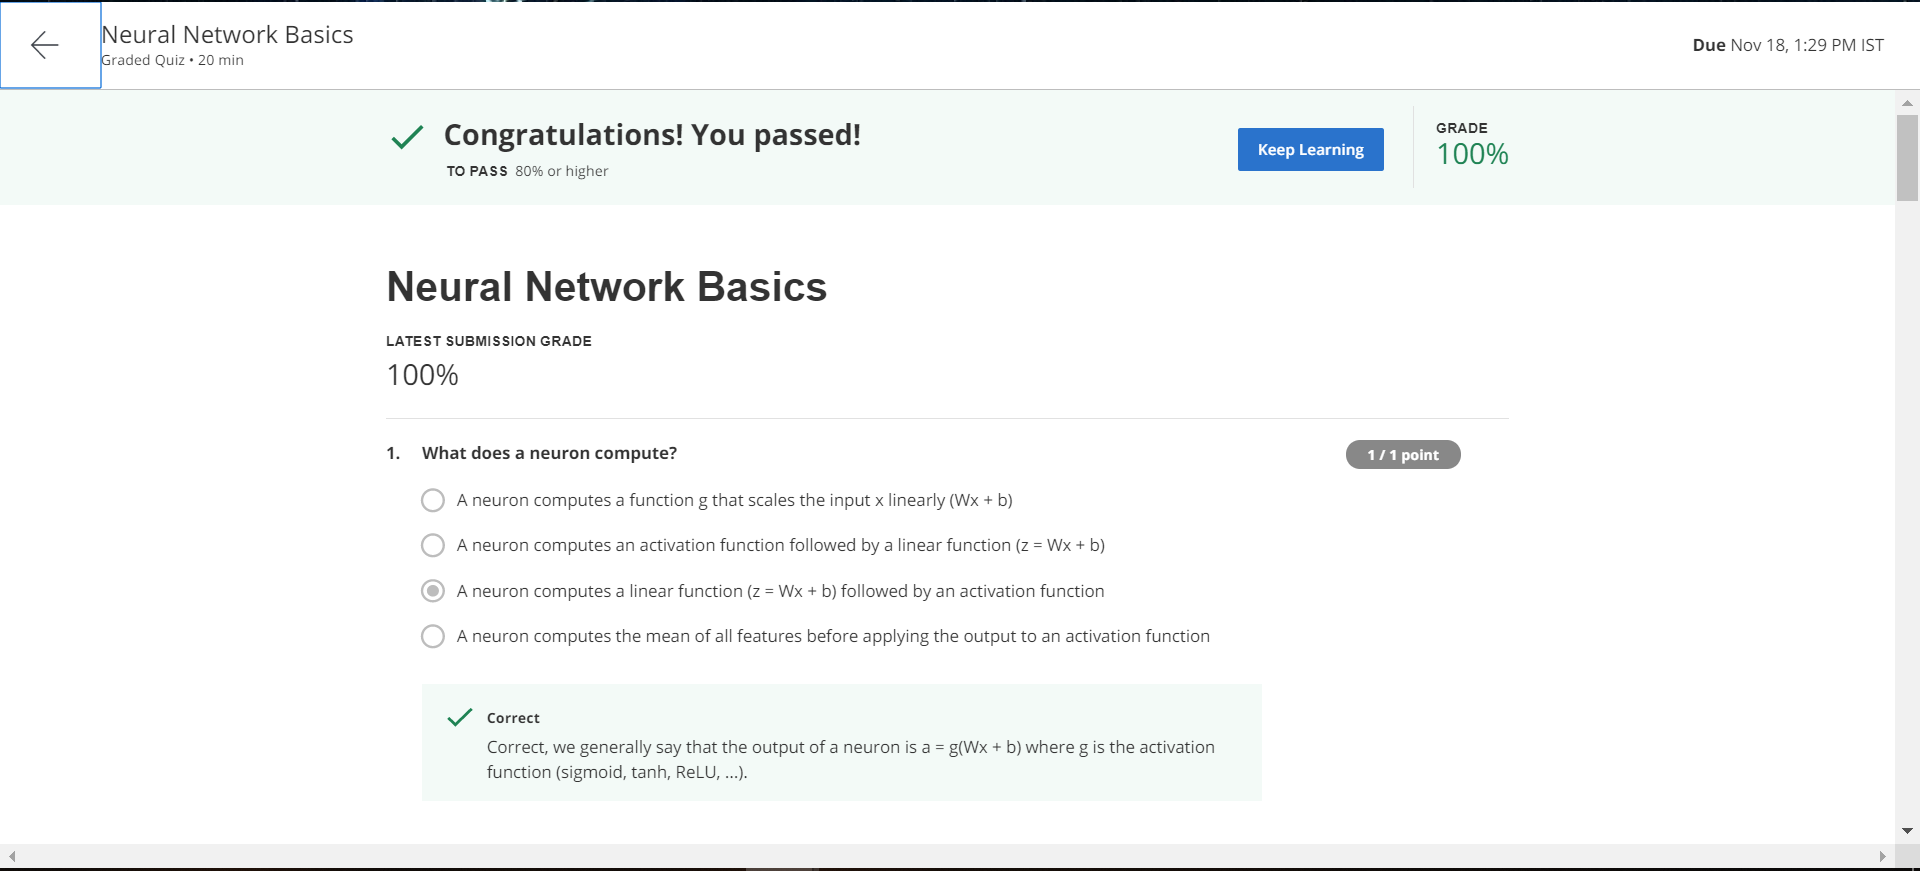 Neural Network Basics
Graded Quiz • 20 min
Due Nov 18, 1:29 PM IST
Congratulations! You passed!
TO PASS 80% or higher
Keep Learning
GRADE
100%
Neural Network Basics
LATEST SUBMISSION GRADE
100%
1. What does a neuron compute?
1 / 1 point
A neuron computes a function g that scales the input x linearly (Wx + b)
A neuron computes an activation function followed by a linear function (z = Wx + b)
A neuron computes a linear function (z = Wx + b) followed by an activation function
A neuron computes the mean of all features before applying the output to an activation function
Correct
Correct, we generally say that the output of a neuron is a = g(Wx + b) where g is the activation
function (sigmoid, tanh, ReLU, ...).